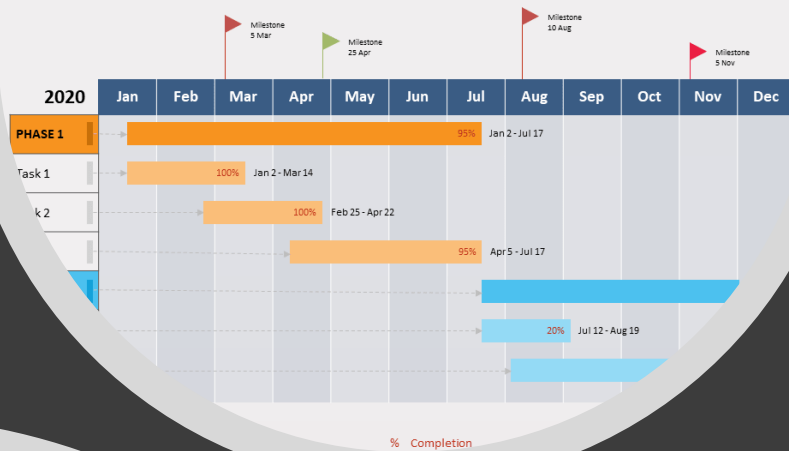 Milestone
5 Mar
Milestone
25 Apr
Milestone
10 Aug
Milestone
5 Nov
2020 Jan Feb Mar Apr May Jun Jul Aug Sep Oct Nov Dec
PHASE 1 95% Jan 2 - Jul 17
Task 1 100% Jan 2 - Mar 14
k 2 100% Feb 25 - Apr 22
95% Apr 5 - Jul 17
20% Jul 12 - Aug 19
% Completion